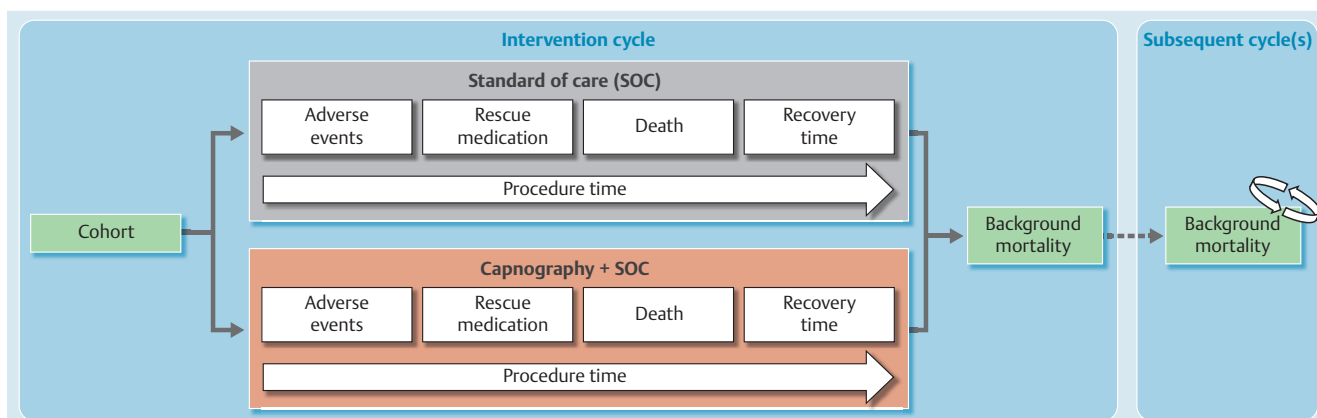 Intervention cycle
Subsequent cycle(s)
Standard of care (SOC)
Adverse
events
Rescue
medication
Death
Recovery
time
Procedure time
Cohort
Background
mortality
Background
mortality
Capnography + SOC
Adverse
events
Rescue
medication
Death
Recovery
time
Procedure time